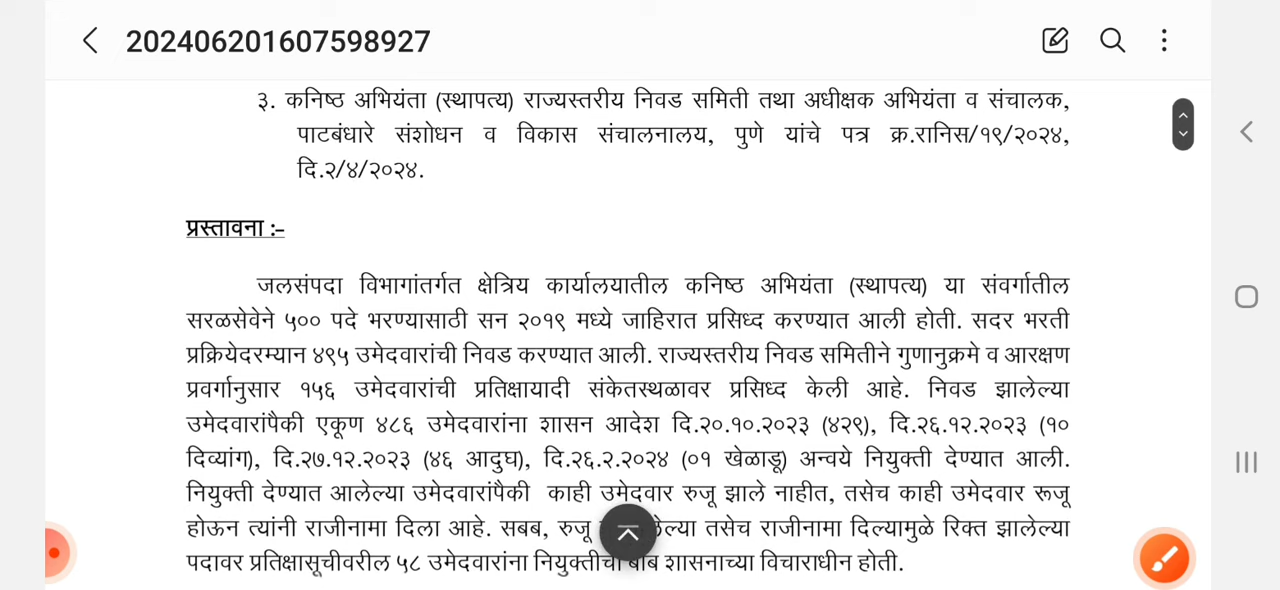 202406201607598927
३. कनिष्ठ अभियंता (स्थापत्य) राज्यस्तरीय निवड समिती तथा अधीक्षक अभियंता व संचालक,
पाटबंधारे संशोधन व विकास संचालनालय, पुणे यांचे पत्र क्र.रानिस/१९/२०२४,
दि.२/४/२०२४.
प्रस्तावना :-
जलसंपदा विभागांतर्गत क्षेत्रिय कार्यालयातील कनिष्ठ अभियंता (स्थापत्य) या संवर्गातील
सरळसेवेने ५०० पदे भरण्यासाठी सन २०१९ मध्ये जाहिरात प्रसिध्द करण्यात आली होती. सदर भरती
प्रक्रियेदरम्यान ४९५ उमेदवारांची निवड करण्यात आली. राज्यस्तरीय निवड समितीने गुणानुक्रमे व आरक्षण
प्रवर्गानुसार १५६ उमेदवारांची प्रतिक्षायादी संकेतस्थळावर प्रसिध्द केली आहे. निवड झालेल्या
उमेदवारांपैकी एकूण ४८६ उमेदवारांना शासन आदेश दि.२०.१०.२०२३ (४२९), दि.२६.१२.२०२३ (१०
दिव्यांग), दि.२७.१२.२०२३ (४६ आदुघ), दि.२६.२.२०२४ (०१ खेळाडू) अन्वये नियुक्ती देण्यात आली.
नियुक्ती देण्यात आलेल्या उमेदवारांपैकी काही उमेदवार रुजू झाले नाहीत, तसेच काही उमेदवार रूजू
होऊन त्यांनी राजीनामा दिला आहे. सबब, रुजू तसेच राजीनामा दिल्यामुळे रिक्त झालेल्या
पदावर प्रतिक्षासूचीवरील ५८ उमेदवारांना नियुक्तीची बाब शासनाच्या विचाराधीन होती.